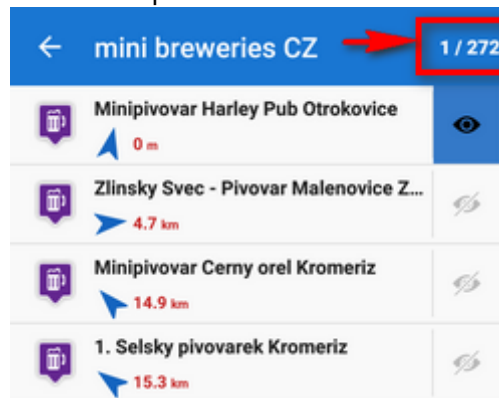 mini breweries CZ 1 / 272
Minipivovar Harley Pub Otrokovice
0 m
Zlinsky Svec - Pivovar Malenovice Z...
4.7 km
Minipivovar Cerny orel Kromeriz
14.9 km
1. Selsky pivovarek Kromeriz
15.3 km